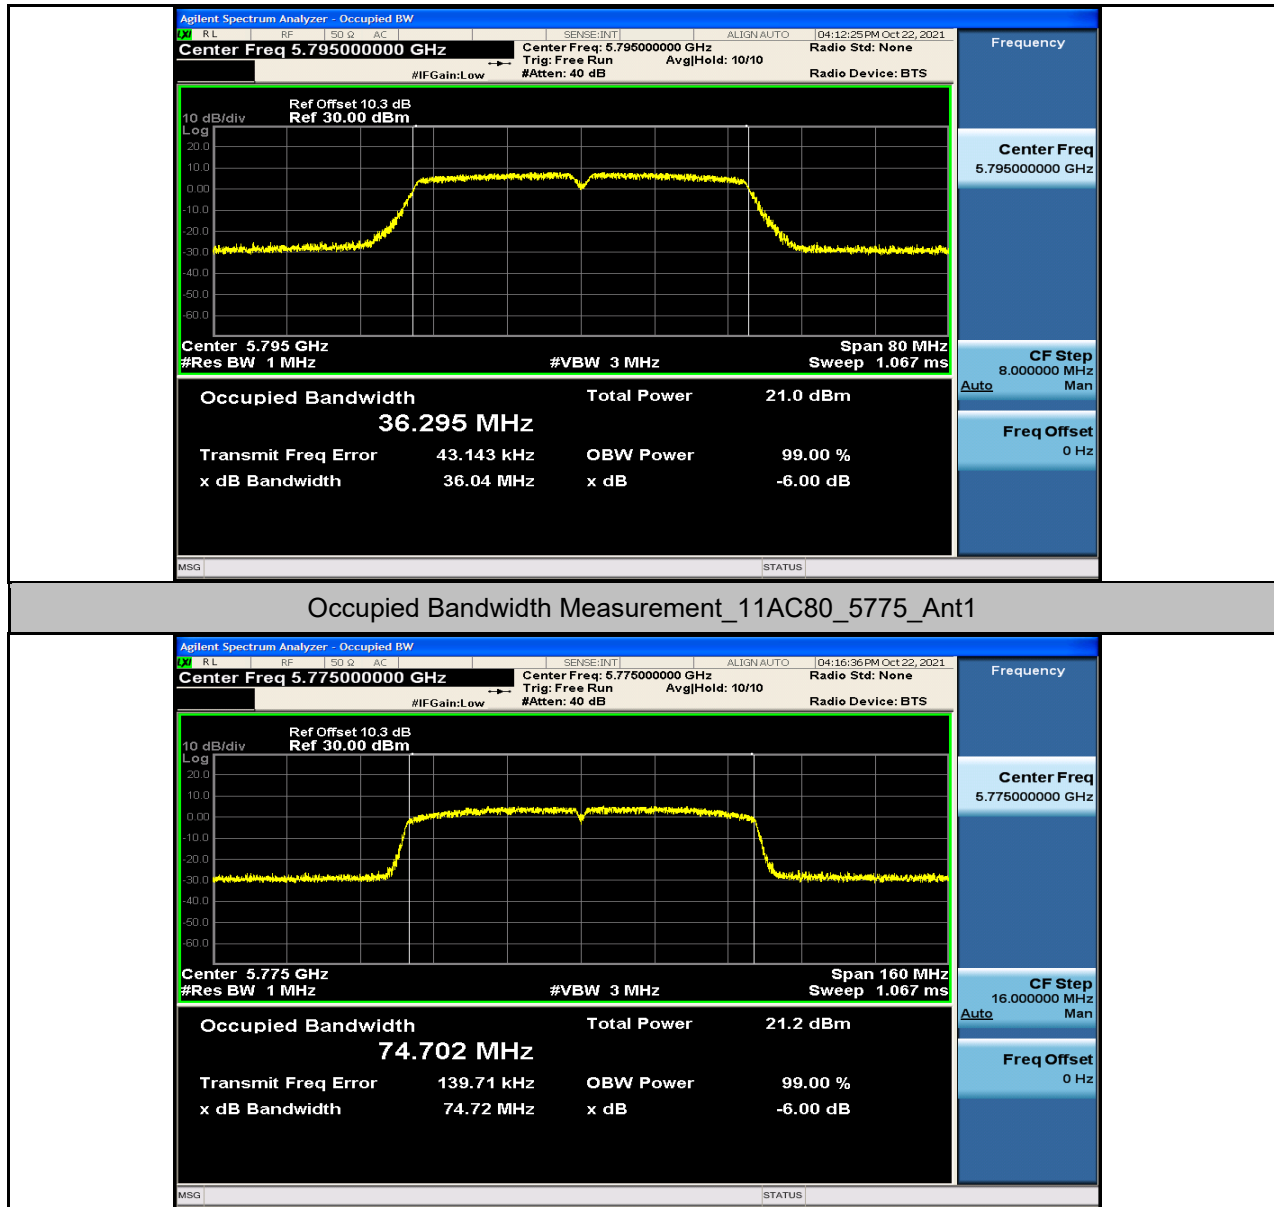 Agilent Spectrum Analyzer - Occupied BW
LXI RL RF 50 Ω AC SENSE:INT ALIGN AUTO 04:12:25 PM Oct 22, 2021
Center Freq 5.795000000 GHz
Center Freq: 5.795000000 GHz Radio Std: None
Trig: Free Run Avg|Hold: 10/10
#IFGain:Low #Atten: 40 dB Radio Device: BTS
Ref Offset 10.3 dB
10 dB/div Ref 30.00 dBm
Log
20.0
10.0
0.00
-10.0
-20.0
-30.0
-40.0
-50.0
-60.0
Center 5.795 GHz Span 80 MHz
#Res BW 1 MHz #VBW 3 MHz Sweep 1.067 ms
Occupied Bandwidth Total Power 21.0 dBm
36.295 MHz
Transmit Freq Error 43.143 kHz OBW Power 99.00 %
x dB Bandwidth 36.04 MHz x dB -6.00 dB
MSG STATUS
Frequency
Center Freq
5.795000000 GHz
CF Step
8.000000 MHz
Auto Man
Freq Offset
0 Hz
Occupied Bandwidth Measurement_11AC80_5775_Ant1
Agilent Spectrum Analyzer - Occupied BW
LXI RL RF 50 Ω AC SENSE:INT ALIGN AUTO 04:16:36 PM Oct 22, 2021
Center Freq 5.775000000 GHz
Center Freq: 5.775000000 GHz Radio Std: None
Trig: Free Run Avg|Hold: 10/10
#IFGain:Low #Atten: 40 dB Radio Device: BTS
Ref Offset 10.3 dB
10 dB/div Ref 30.00 dBm
Log
20.0
10.0
0.00
-10.0
-20.0
-30.0
-40.0
-50.0
-60.0
Center 5.775 GHz Span 160 MHz
#Res BW 1 MHz #VBW 3 MHz Sweep 1.067 ms
Occupied Bandwidth Total Power 21.2 dBm
74.702 MHz
Transmit Freq Error 139.71 kHz OBW Power 99.00 %
x dB Bandwidth 74.72 MHz x dB -6.00 dB
MSG STATUS
Frequency
Center Freq
5.775000000 GHz
CF Step
16.000000 MHz
Auto Man
Freq Offset
0 Hz